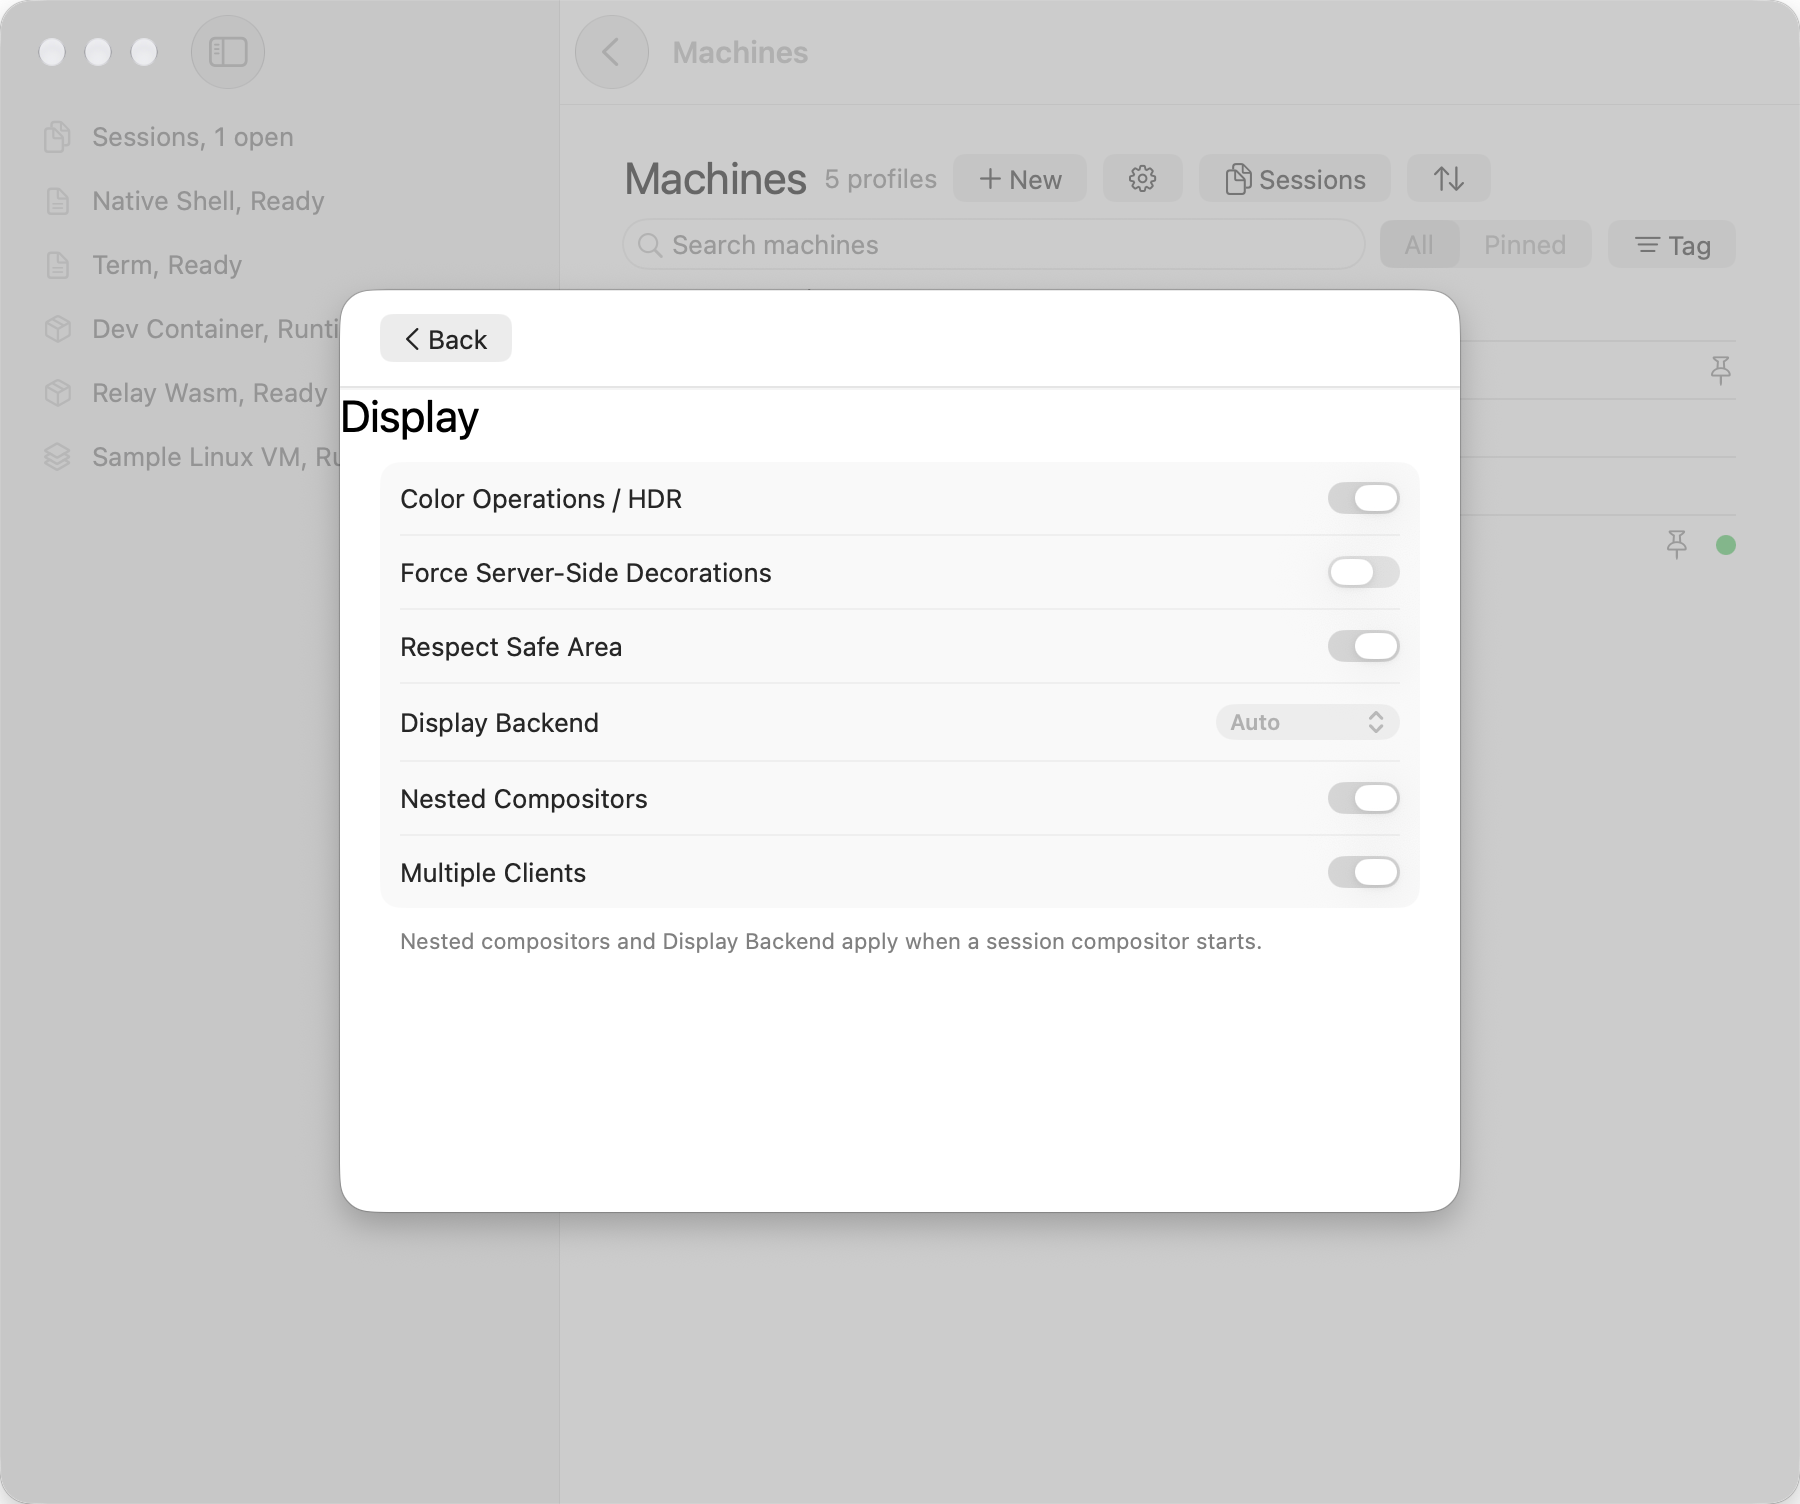 Machines
Sessions, 1 open
Native Shell, Ready
Term, Ready
Dev Container, Runti
Relay Wasm, Ready
Sample Linux VM, Ru
Machines 5 profiles + New Sessions
Search machines All Pinned Tag
Back
Display
Color Operations / HDR
Force Server-Side Decorations
Respect Safe Area
Display Backend Auto
Nested Compositors
Multiple Clients
Nested compositors and Display Backend apply when a session compositor starts.